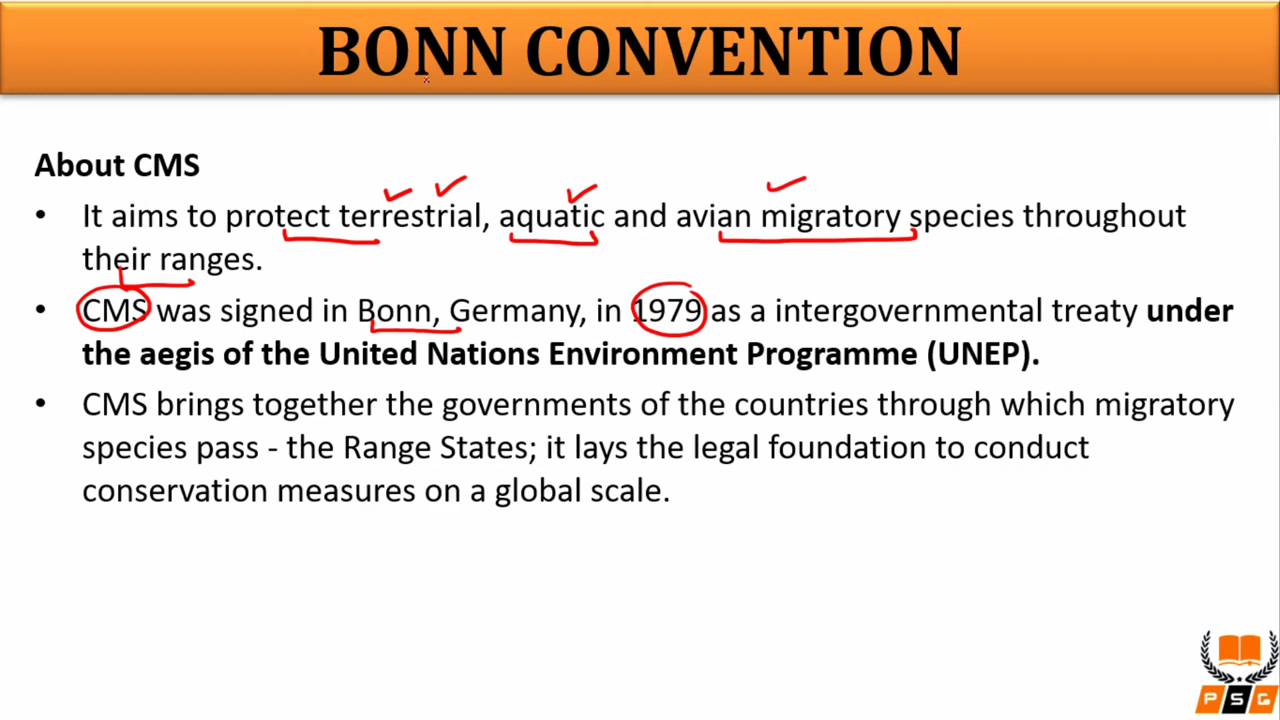 BONN CONVENTION
About CMS
• It aims to protect terrestrial, aquatic and avian migratory species throughout
their ranges.
• CMS was signed in Bonn, Germany, in 1979 as a intergovernmental treaty under
the aegis of the United Nations Environment Programme (UNEP).
• CMS brings together the governments of the countries through which migratory
species pass - the Range States; it lays the legal foundation to conduct
conservation measures on a global scale.
PSG